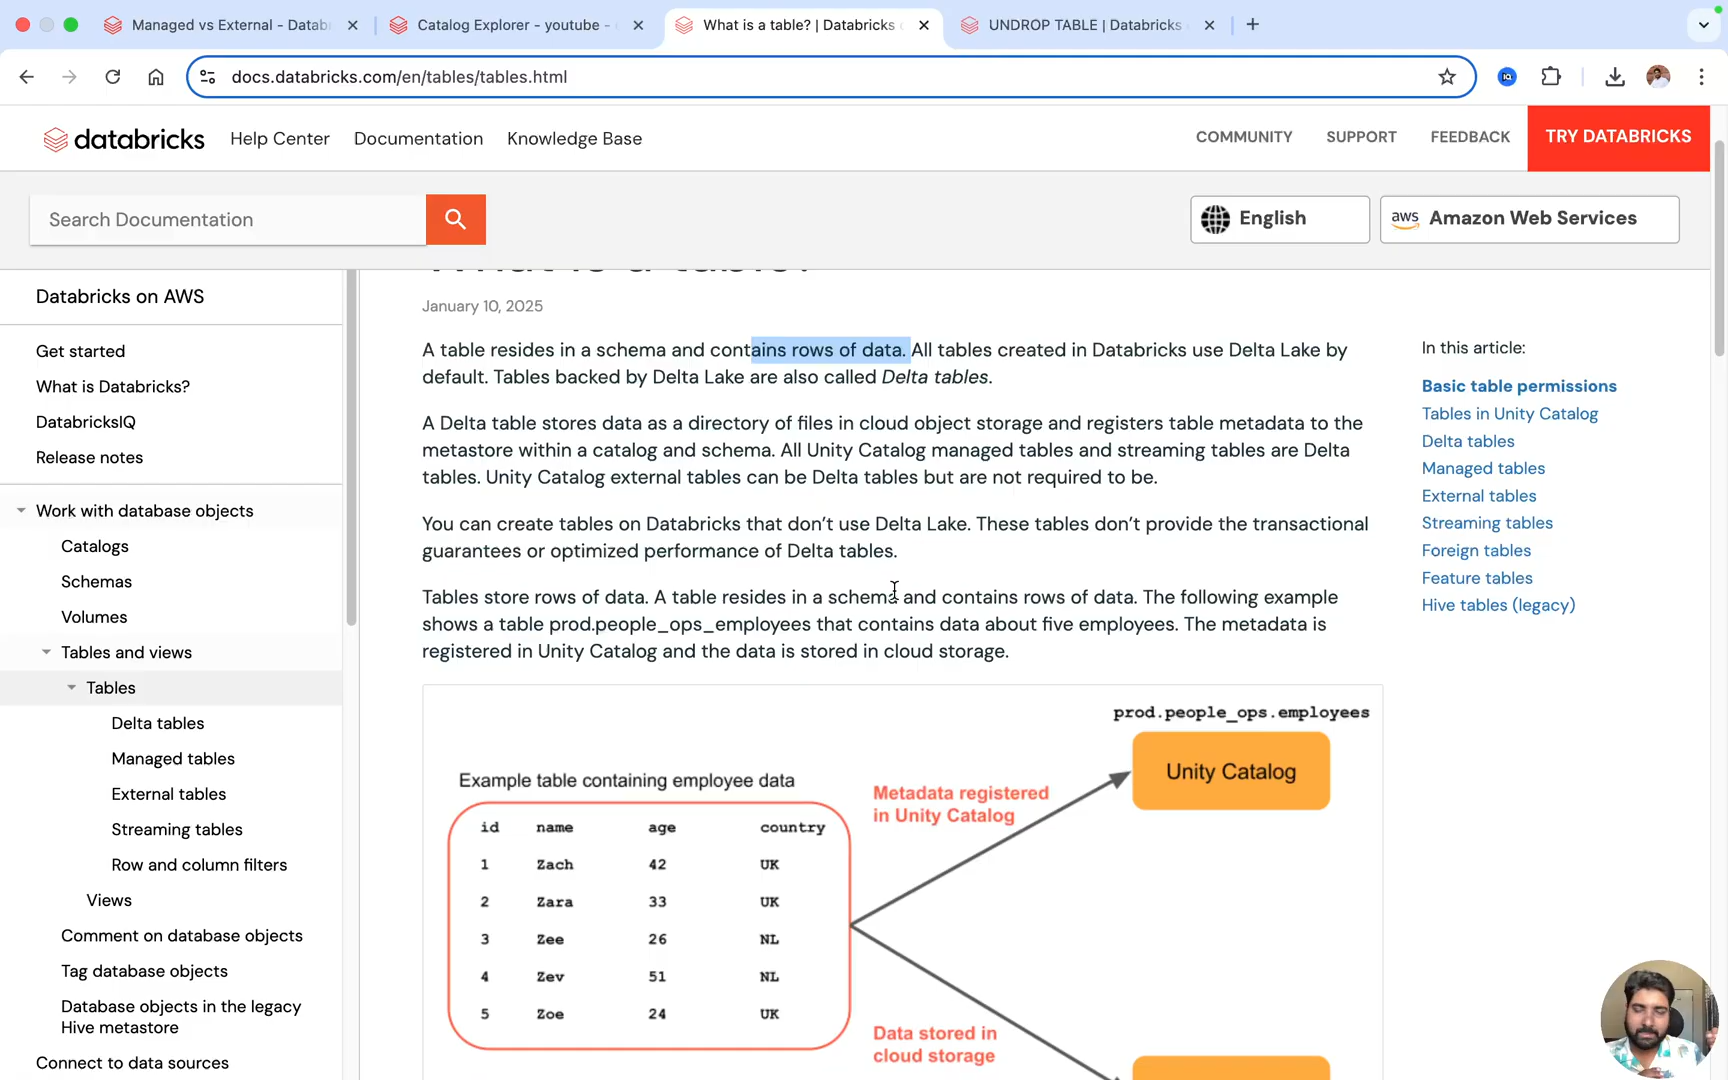 Managed vs External - Datab
Catalog Explorer - youtube -
What is a table? | Databricks
UNDROP TABLE | Databricks
docs.databricks.com/en/tables/tables.html
databricks
Help Center
Documentation
Knowledge Base
COMMUNITY
SUPPORT
FEEDBACK
TRY DATABRICKS
Search Documentation
English
aws
Amazon Web Services
Databricks on AWS
Get started
What is Databricks?
DatabricksIQ
Release notes
Work with database objects
Catalogs
Schemas
Volumes
Tables and views
Tables
Delta tables
Managed tables
External tables
Streaming tables
Row and column filters
Views
Comment on database objects
Tag database objects
Database objects in the legacy
Hive metastore
Connect to data sources
What is a table?
January 10, 2025
A table resides in a schema and contains rows of data. All tables created in Databricks use Delta Lake by
default. Tables backed by Delta Lake are also called Delta tables.
A Delta table stores data as a directory of files in cloud object storage and registers table metadata to the
metastore within a catalog and schema. All Unity Catalog managed tables and streaming tables are Delta
tables. Unity Catalog external tables can be Delta tables but are not required to be.
You can create tables on Databricks that don't use Delta Lake. These tables don't provide the transactional
guarantees or optimized performance of Delta tables.
Tables store rows of data. A table resides in a schema and contains rows of data. The following example
shows a table prod.people_ops_employees that contains data about five employees. The metadata is
registered in Unity Catalog and the data is stored in cloud storage.
prod.people_ops.employees
Unity Catalog
Example table containing employee data
Metadata registered
in Unity Catalog
id name age country
1 Zach 42 UK
2 Zara 33 UK
3 Zee 26 NL
4 Zev 51 NL
5 Zoe 24 UK
Data stored in
cloud storage
In this article:
Basic table permissions
Tables in Unity Catalog
Delta tables
Managed tables
External tables
Streaming tables
Foreign tables
Feature tables
Hive tables (legacy)